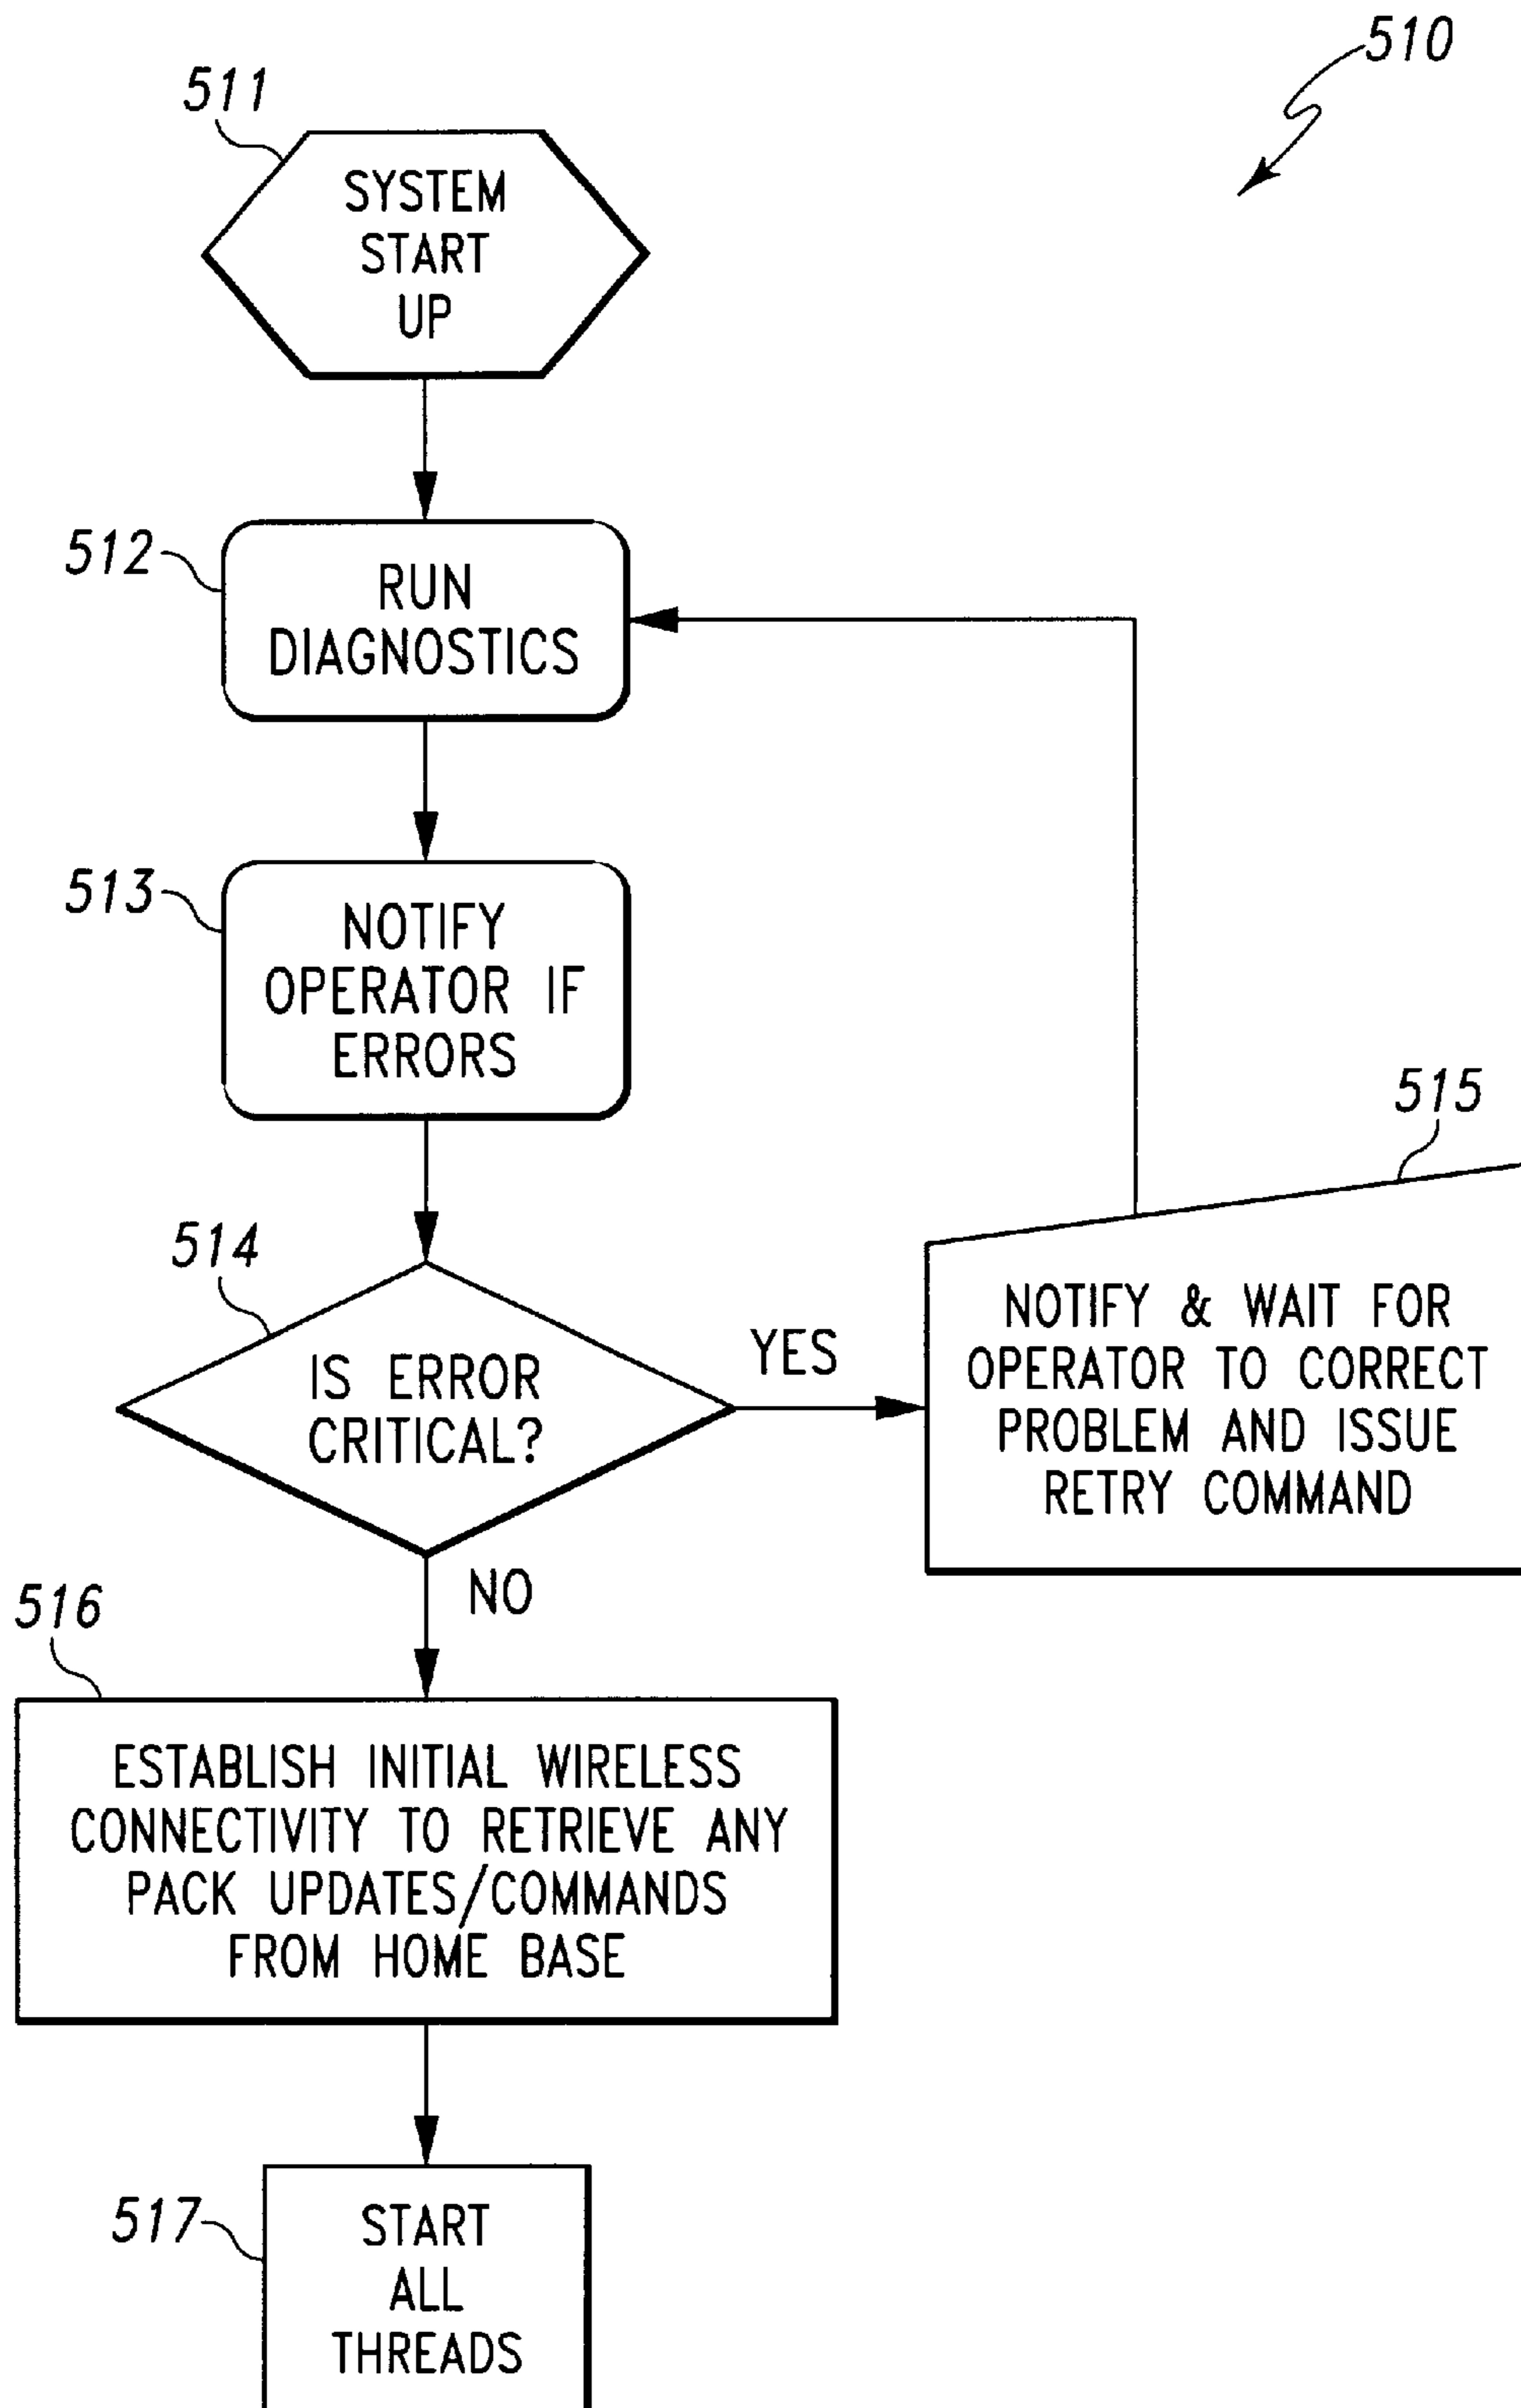 510
511
SYSTEM
START
UP
512
RUN
DIAGNOSTICS
513
NOTIFY
OPERATOR IF
ERRORS
514
IS ERROR
CRITICAL?
YES
515
NOTIFY & WAIT FOR
OPERATOR TO CORRECT
PROBLEM AND ISSUE
RETRY COMMAND
NO
516
ESTABLISH INITIAL WIRELESS
CONNECTIVITY TO RETRIEVE ANY
PACK UPDATES/COMMANDS
FROM HOME BASE
517
START
ALL
THREADS